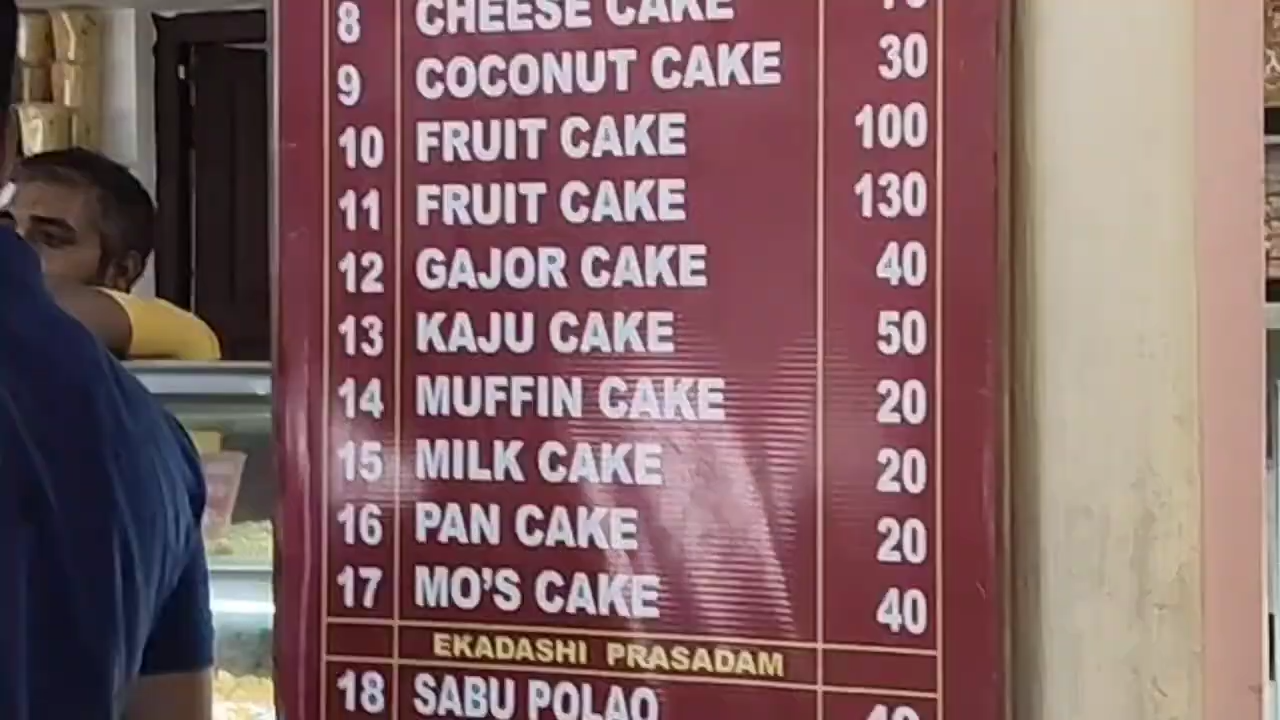 8 CHEESE CAKE 70
9 COCONUT CAKE 30
10 FRUIT CAKE 100
11 FRUIT CAKE 130
12 GAJOR CAKE 40
13 KAJU CAKE 50
14 MUFFIN CAKE 20
15 MILK CAKE 20
16 PAN CAKE 20
17 MO'S CAKE 40
EKADASHI PRASADAM
18 SABU POLAO